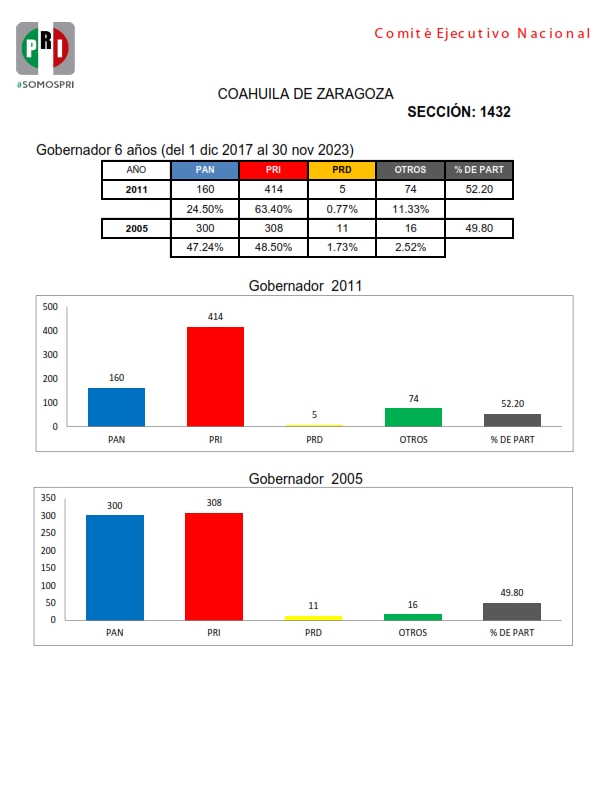 PRI
#SOMOSPRI
Comité Ejecutivo Nacional
COAHUILA DE ZARAGOZA
SECCIÓN: 1432
Gobernador 6 años (del 1 dic 2017 al 30 nov 2023)
AÑO PAN PRI PRD OTROS % DE PART
2011 160 414 5 74 52.20
24.50% 63.40% 0.77% 11.33%
2005 300 308 11 16 49.80
47.24% 48.50% 1.73% 2.52%
Gobernador 2011
500
400
300
200
100
0
160
414
5
74
52.20
PAN PRI PRD OTROS % DE PART
Gobernador 2005
350
300
250
200
150
100
50
0
300
308
11
16
49.80
PAN PRI PRD OTROS % DE PART